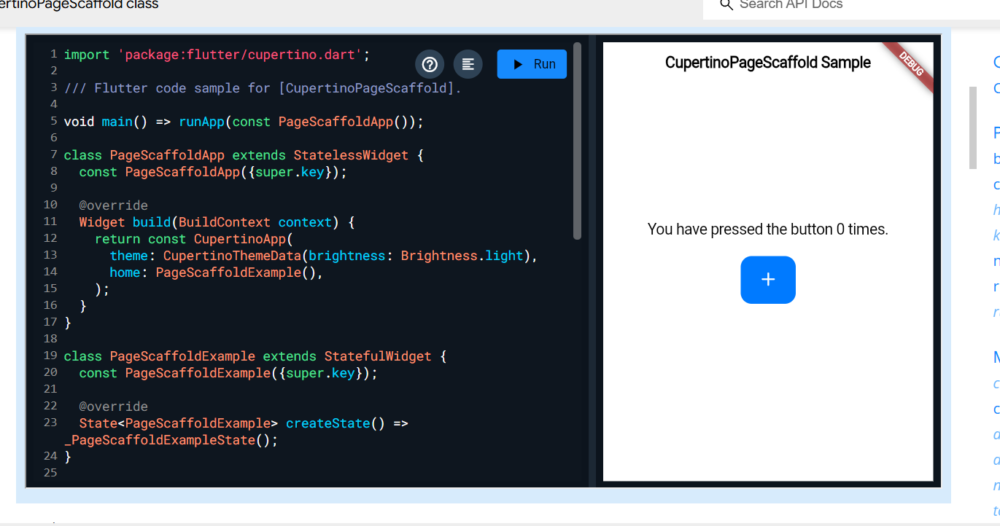 ertinoPageScaffold class
Search API Docs
1 import 'package:flutter/cupertino.dart';
2
3 /// Flutter code sample for [CupertinoPageScaffold].
4
5 void main() => runApp(const PageScaffoldApp());
6
7 class PageScaffoldApp extends StatelessWidget {
8 const PageScaffoldApp({super.key});
9
10 @override
11 Widget build(BuildContext context) {
12 return const CupertinoApp(
13 theme: CupertinoThemeData(brightness: Brightness.light),
14 home: PageScaffoldExample(),
15 );
16 }
17 }
18
19 class PageScaffoldExample extends StatefulWidget {
20 const PageScaffoldExample({super.key});
21
22 @override
23 State<PageScaffoldExample> createState() =>
_PageScaffoldExampleState();
24 }
25
Run
CupertinoPageScaffold Sample
DEBUG
You have pressed the button 0 times.
+